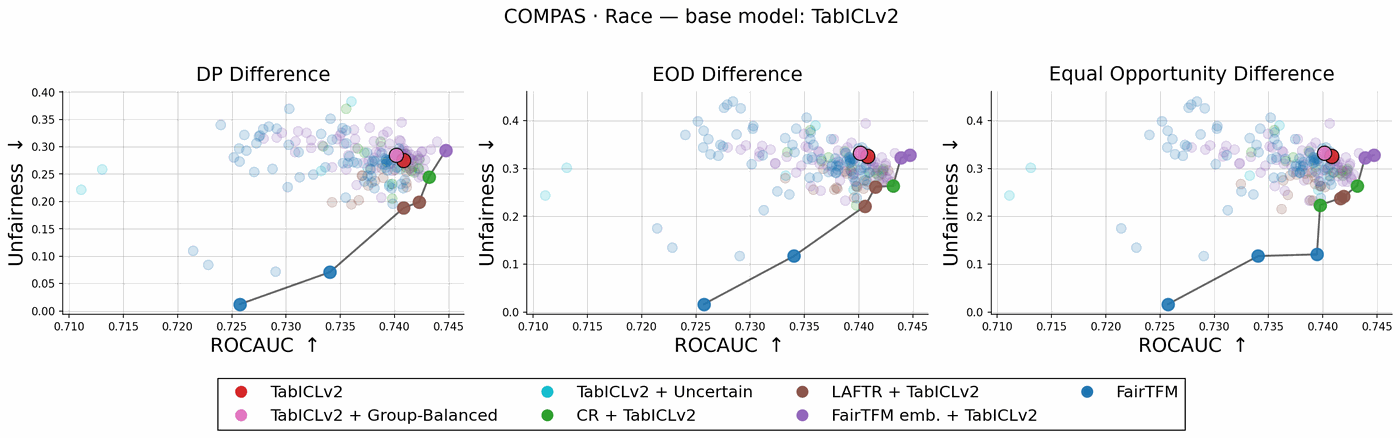 COMPAS · Race — base model: TabICLv2
DP Difference
EOD Difference
Equal Opportunity Difference
Unfairness ↓
0.40
0.35
0.30
0.25
0.20
0.15
0.10
0.05
0.00
0.710 0.715 0.720 0.725 0.730 0.735 0.740 0.745
ROCAUC ↑
Unfairness ↓
0.4
0.3
0.2
0.1
0.0
0.710 0.715 0.720 0.725 0.730 0.735 0.740 0.745
ROCAUC ↑
Unfairness ↓
0.4
0.3
0.2
0.1
0.0
0.710 0.715 0.720 0.725 0.730 0.735 0.740 0.745
ROCAUC ↑
TabICLv2
TabICLv2 + Group-Balanced
TabICLv2 + Uncertain
CR + TabICLv2
LAFTR + TabICLv2
FairTFM emb. + TabICLv2
FairTFM